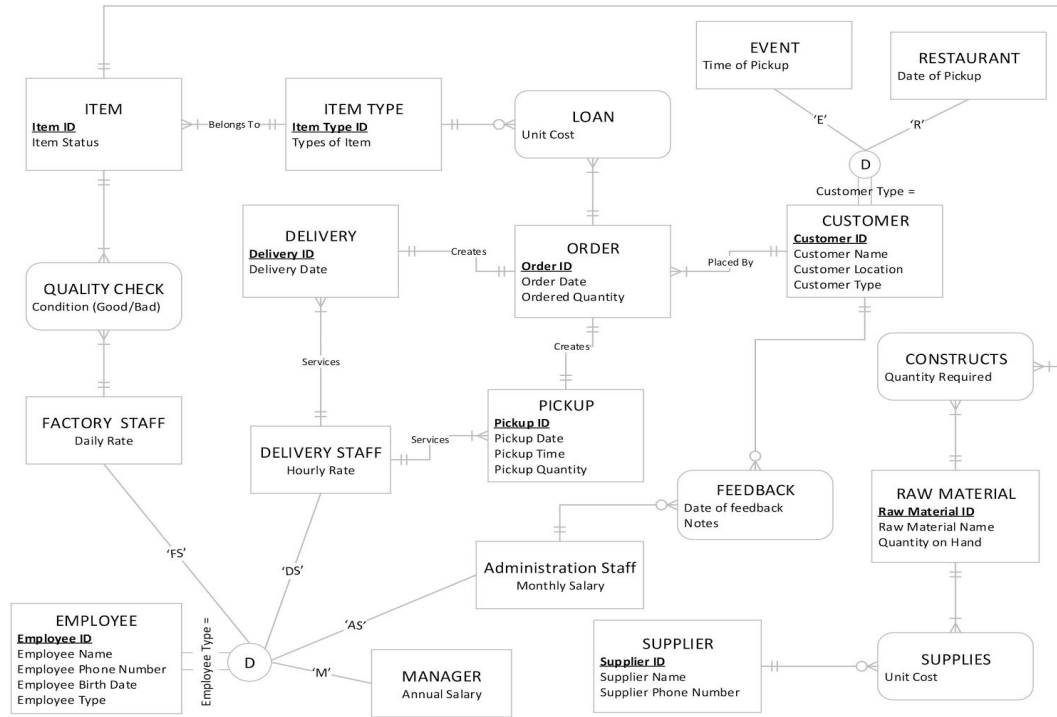 EVENT
Time of Pickup
RESTAURANT
Date of Pickup
ITEM
Item ID
Item Status
Belongs To
ITEM TYPE
Item Type ID
Types of Item
LOAN
Unit Cost
'E'
'R'
D
Customer Type =
CUSTOMER
Customer ID
Customer Name
Customer Location
Customer Type
DELIVERY
Delivery ID
Delivery Date
Creates
ORDER
Order ID
Order Date
Ordered Quantity
Placed By
QUALITY CHECK
Condition (Good/Bad)
Services
Creates
CONSTRUCTS
Quantity Required
FACTORY STAFF
Daily Rate
DELIVERY STAFF
Hourly Rate
Services
PICKUP
Pickup ID
Pickup Date
Pickup Time
Pickup Quantity
FEEDBACK
Date of feedback
Notes
RAW MATERIAL
Raw Material ID
Raw Material Name
Quantity on Hand
'FS'
'DS'
Administration Staff
Monthly Salary
'AS'
EMPLOYEE
Employee ID
Employee Name
Employee Phone Number
Employee Birth Date
Employee Type
Employee Type =
D
'M'
MANAGER
Annual Salary
SUPPLIER
Supplier ID
Supplier Name
Supplier Phone Number
SUPPLIES
Unit Cost